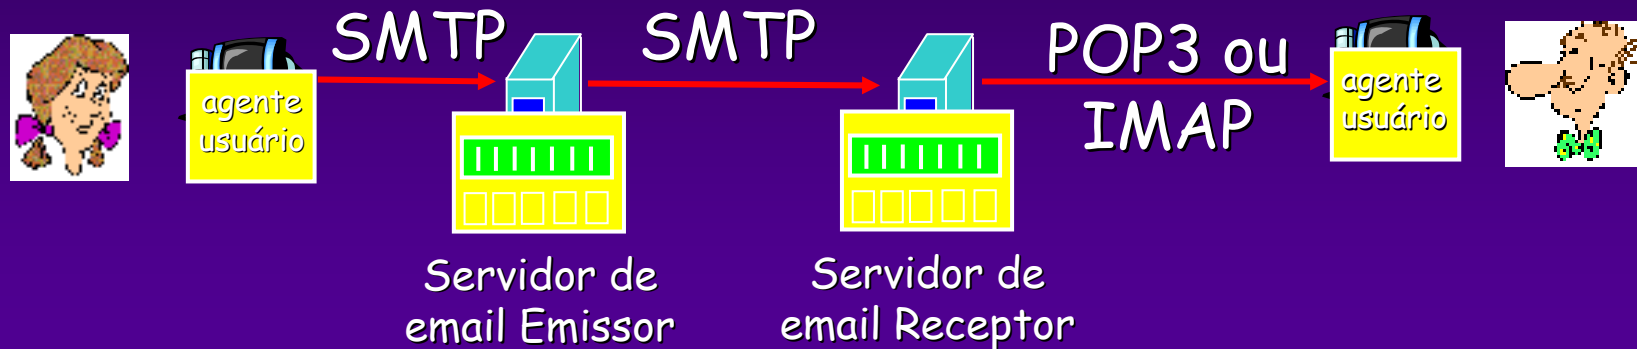 SMTP
SMTP
POP3 ou
IMAP
agente
usuário
agente
usuário
Servidor de
email Emissor
Servidor de
email Receptor